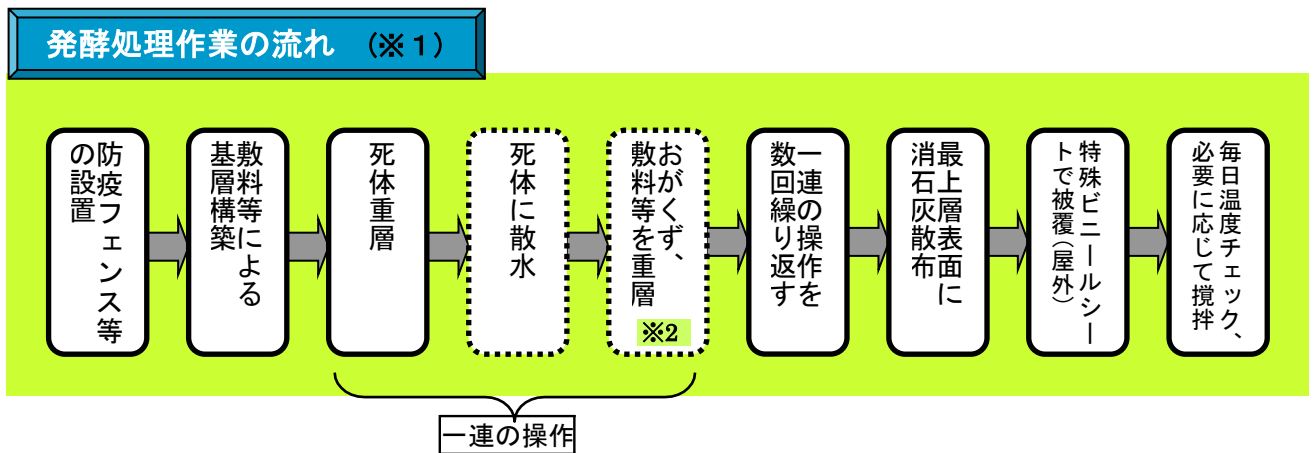 発酵処理作業の流れ (※1)
防疫フェンス等
の設置
敷料等による
基層構築
死体重層
死体に散水
おがくず、
敷料等を重層
※2
一連の操作を
数回繰り返す
最上層表面に
消石灰散布
特殊ビニールシー
トで被覆(屋外)
毎日温度チェック、
必要に応じて撹拌
一連の操作